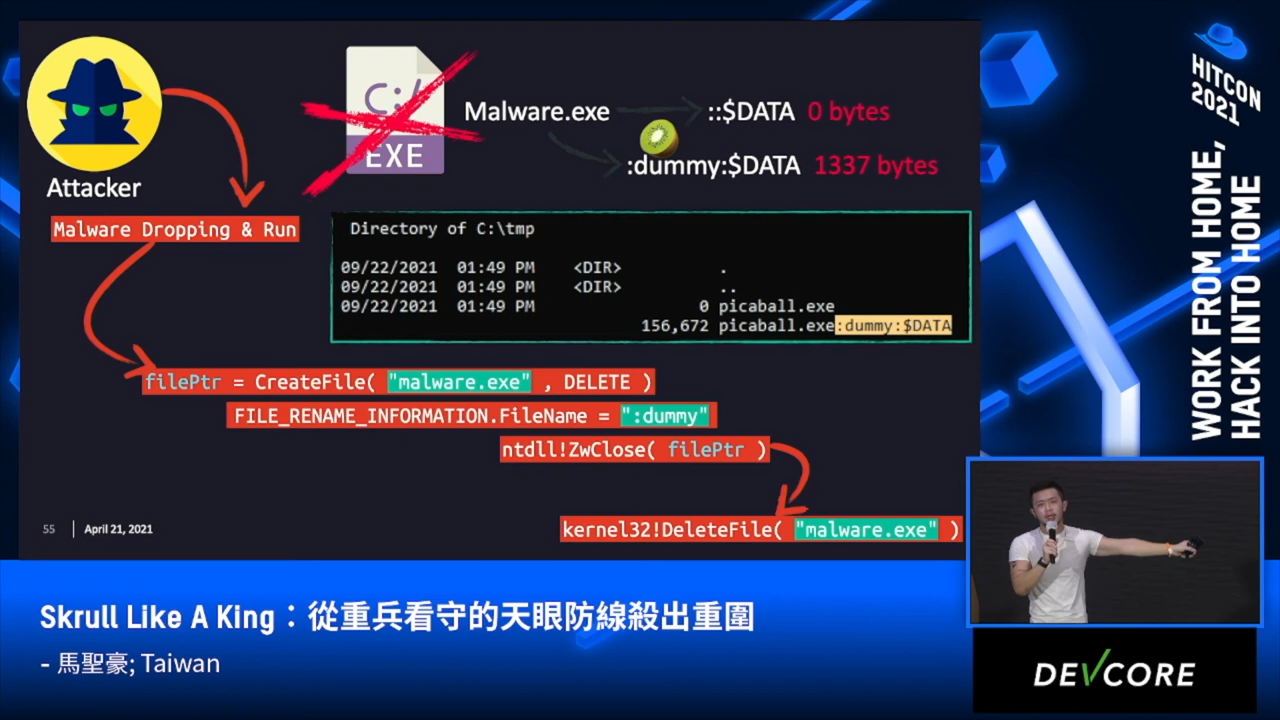 C:/
EXE
Malware.exe
::$DATA 0 bytes
:dummy:$DATA 1337 bytes
Attacker
Malware Dropping & Run
Directory of C:\tmp
09/22/2021 01:49 PM <DIR> .
09/22/2021 01:49 PM <DIR> ..
09/22/2021 01:49 PM 0 picaball.exe
156,672 picaball.exe:dummy:$DATA
filePtr = CreateFile( "malware.exe" , DELETE )
FILE_RENAME_INFORMATION.FileName = ":dummy"
ntdll!ZwClose( filePtr )
kernel32!DeleteFile( "malware.exe" )
55 | April 21, 2021
HITCON
2021
WORK FROM HOME,
HACK INTO HOME
Skrull Like A King：從重兵看守的天眼防線殺出重圍
- 馬聖豪; Taiwan
DEVCORE